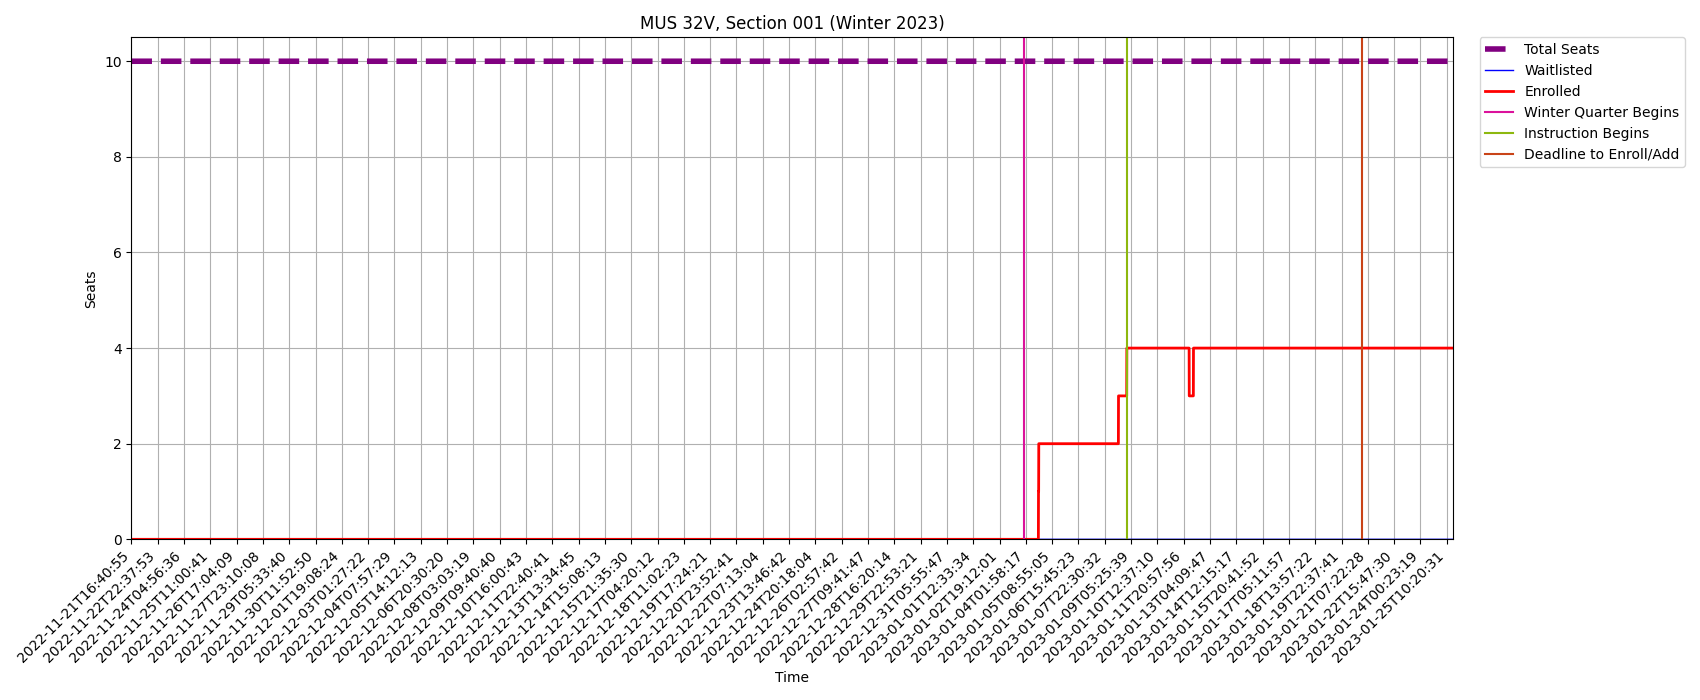 MUS 32V, Section 001 (Winter 2023)
Total Seats
Waitlisted
Enrolled
Winter Quarter Begins
Instruction Begins
Deadline to Enroll/Add
Seats
10
8
6
4
2
0
2022-11-21T16:40:55
2022-11-22T22:37:53
2022-11-24T04:56:36
2022-11-25T11:00:41
2022-11-26T17:04:09
2022-11-27T23:10:08
2022-11-29T05:33:40
2022-11-30T11:52:50
2022-12-01T19:08:24
2022-12-03T01:27:22
2022-12-04T07:57:29
2022-12-05T14:12:13
2022-12-06T20:30:20
2022-12-08T03:03:19
2022-12-09T09:40:40
2022-12-10T16:00:43
2022-12-11T22:40:41
2022-12-13T13:34:45
2022-12-14T15:08:13
2022-12-15T21:35:30
2022-12-17T04:20:12
2022-12-18T11:02:23
2022-12-19T17:24:21
2022-12-20T23:52:41
2022-12-22T07:13:04
2022-12-23T13:46:42
2022-12-24T20:18:04
2022-12-26T02:57:42
2022-12-27T09:41:47
2022-12-28T16:20:14
2022-12-29T22:53:21
2022-12-31T05:55:47
2023-01-01T12:33:34
2023-01-02T19:12:01
2023-01-04T01:58:17
2023-01-05T08:55:05
2023-01-06T15:45:23
2023-01-07T22:30:32
2023-01-09T05:25:39
2023-01-10T12:37:10
2023-01-11T20:57:56
2023-01-13T04:09:47
2023-01-14T12:15:17
2023-01-15T20:41:52
2023-01-17T05:11:57
2023-01-18T13:57:22
2023-01-19T22:37:41
2023-01-21T07:22:28
2023-01-22T15:47:30
2023-01-24T00:23:19
2023-01-25T10:20:31
Time